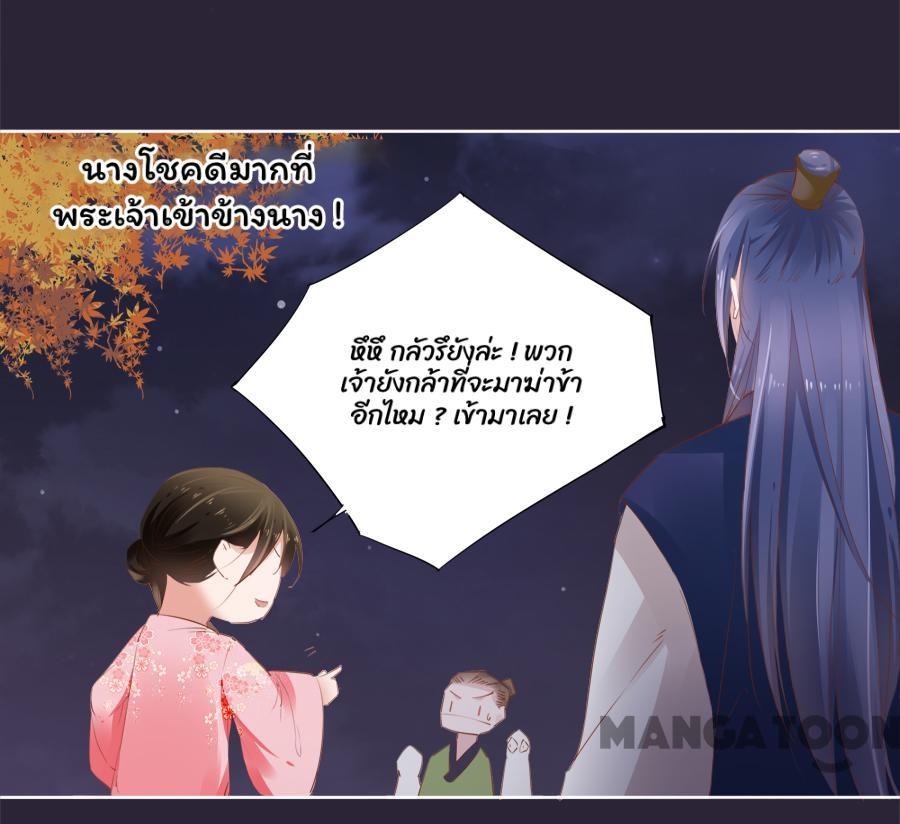 นางโชคดีมากที่
พระเจ้าเข้าข้างนาง !
หึหึ กลัวรึยังล่ะ ! พวก
เจ้ายังกล้าที่จะมาฆ่าข้า
อีกไหม ? เข้ามาเลย !
MANGATOON